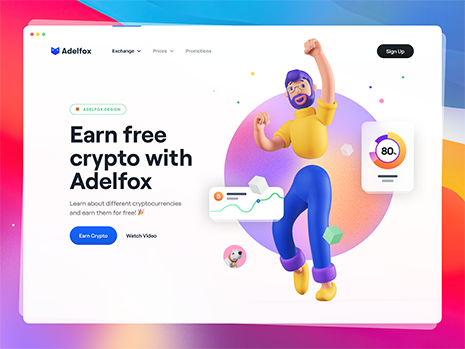 Adelfox
Exchange
Prices
Promotions
Sign Up
ADELFOX.DESIGN
Earn free
crypto with
Adelfox
Learn about different cryptocurrencies
and earn them for free! 🎉
Earn Crypto
Watch Video
80%